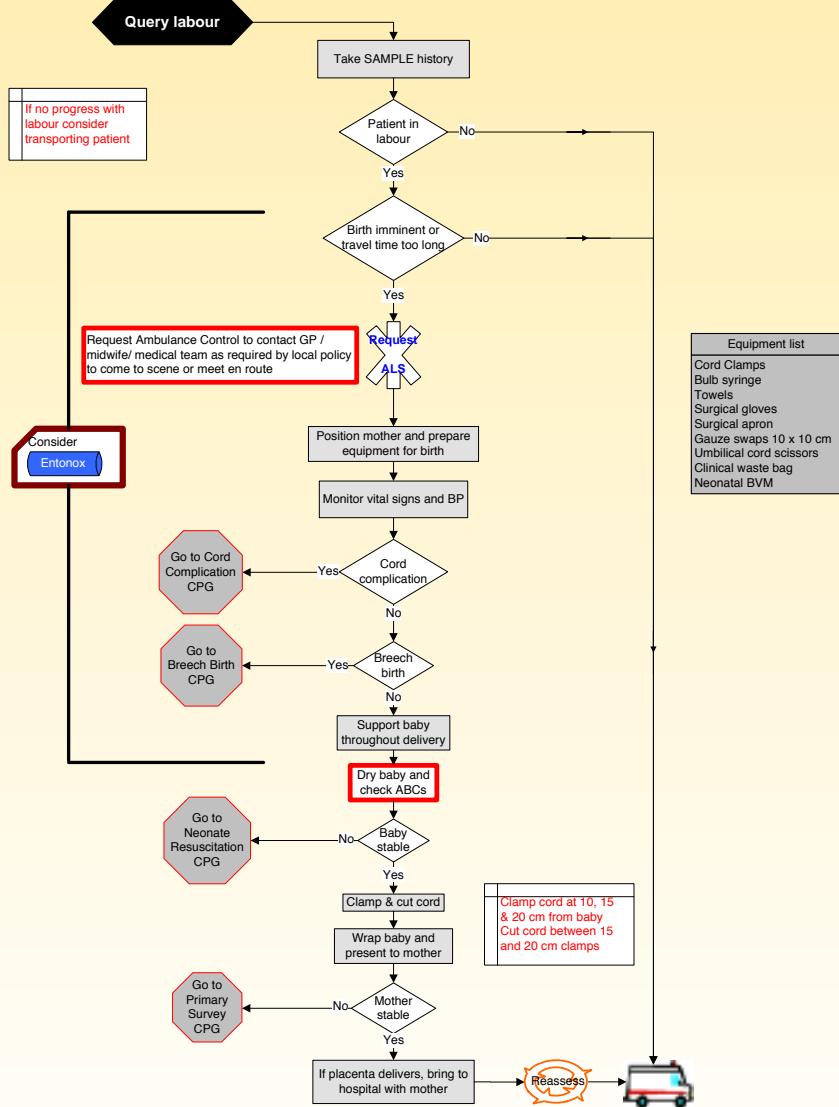 Query labour
Take SAMPLE history
If no progress with
labour consider
transporting patient
Patient in
labour
No
Yes
Birth imminent or
travel time too long
No
Yes
Request Ambulance Control to contact GP /
midwife/ medical team as required by local policy
to come to scene or meet en route
Request
ALS
Equipment list
Cord Clamps
Bulb syringe
Towels
Surgical gloves
Surgical apron
Gauze swaps 10 x 10 cm
Umbilical cord scissors
Clinical waste bag
Neonatal BVM
Consider
Entonox
Position mother and prepare
equipment for birth
Monitor vital signs and BP
Go to Cord
Complication
CPG
Yes
Cord
complication
No
Go to
Breech Birth
CPG
Yes
Breech
birth
No
Support baby
throughout delivery
Dry baby and
check ABCs
Go to
Neonate
Resuscitation
CPG
No
Baby
stable
Yes
Clamp & cut cord
Clamp cord at 10, 15
& 20 cm from baby
Cut cord between 15
and 20 cm clamps
Wrap baby and
present to mother
Go to
Primary
Survey
CPG
No
Mother
stable
Yes
If placenta delivers, bring to
hospital with mother
Reassess